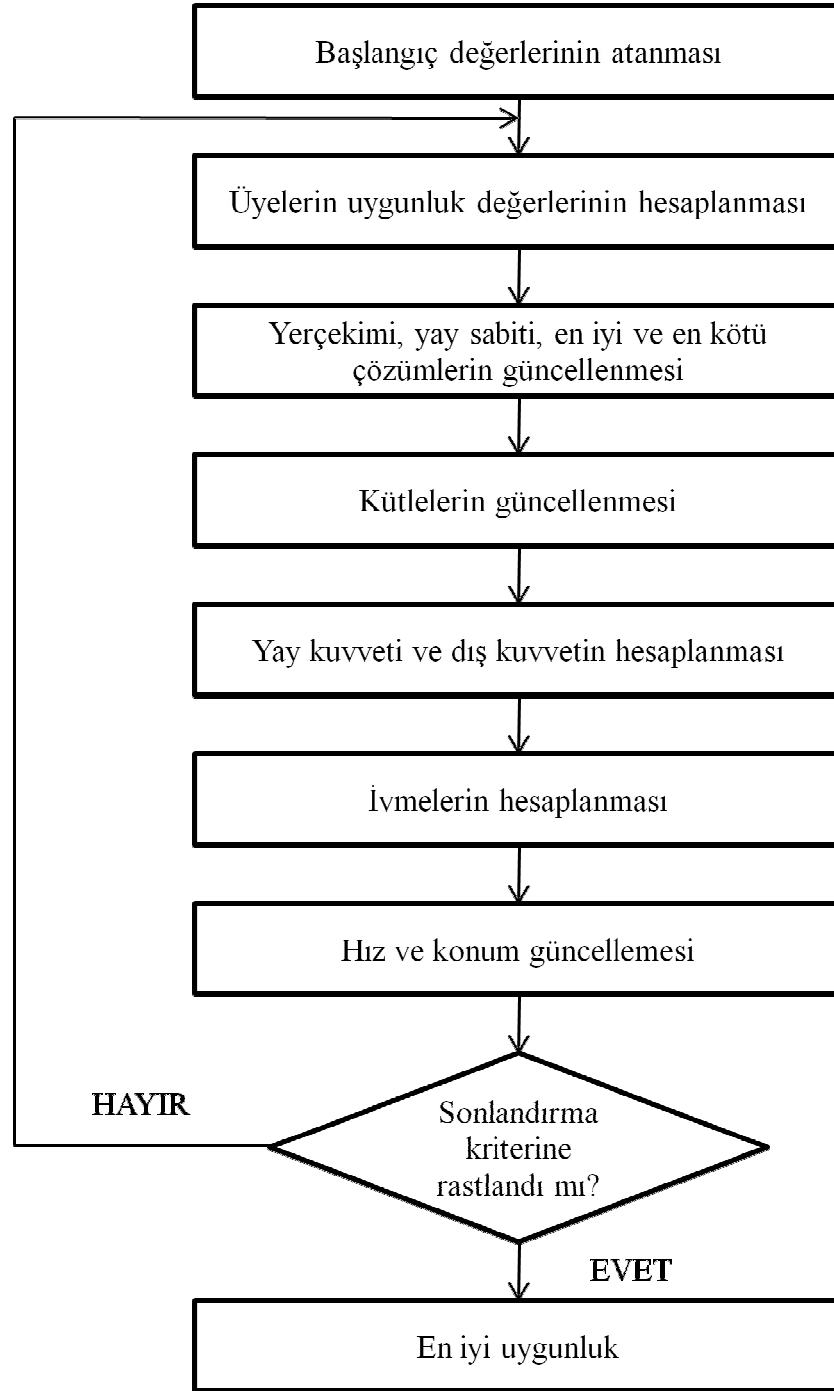 Başlangıç değerlerinin atanması
Üyelerin uygunluk değerlerinin hesaplanması
Yerçekimi, yay sabiti, en iyi ve en kötü
çözümlerin güncellenmesi
Kütlelerin güncellenmesi
Yay kuvveti ve dış kuvvetin hesaplanması
İvmelerin hesaplanması
Hız ve konum güncellemesi
HAYIR
Sonlandırma
kriterine
rastlandı mı?
EVET
En iyi uygunluk